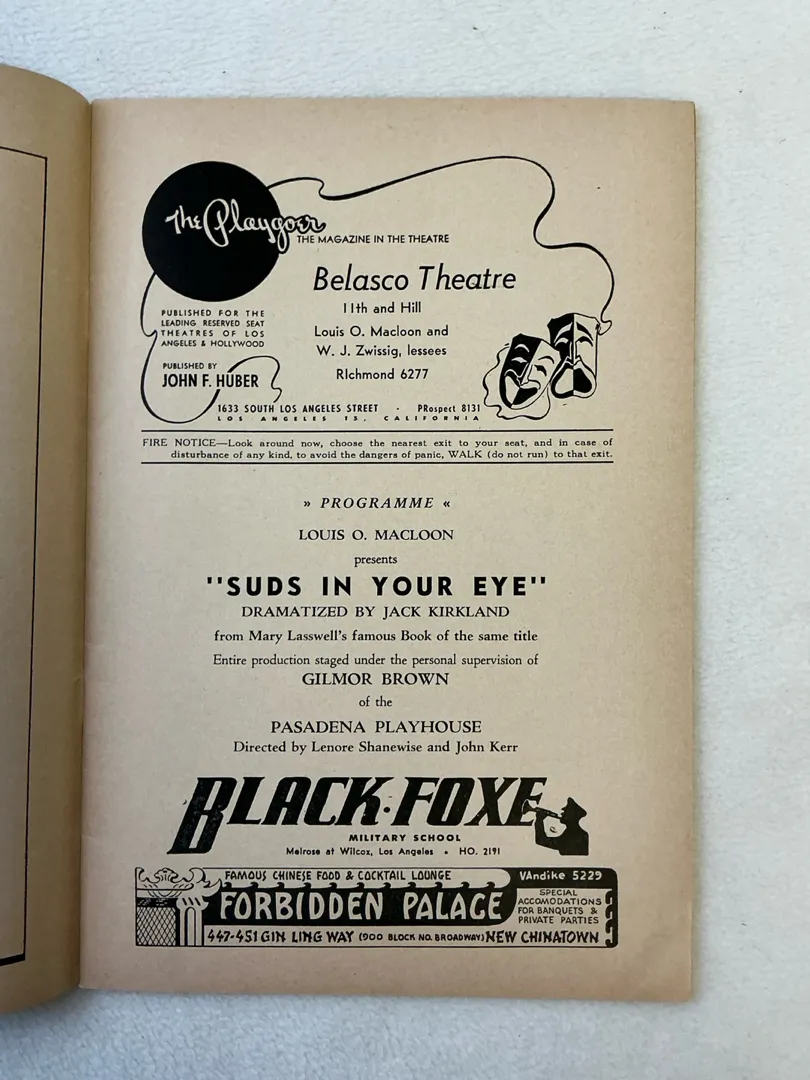 The Playgoer
THE MAGAZINE IN THE THEATRE
Belasco Theatre
11th and Hill
Louis O. Macloon and
W. J. Zwissig, lessees
RIchmond 6277
PUBLISHED FOR THE
LEADING RESERVED SEAT
THEATRES OF LOS
ANGELES & HOLLYWOOD
PUBLISHED BY
JOHN F. HUBER
1633 SOUTH LOS ANGELES STREET - PRospect 8131
LOS ANGELES 15, CALIFORNIA
FIRE NOTICE—Look around now, choose the nearest exit to your seat, and in case of
disturbance of any kind, to avoid the dangers of panic, WALK (do not run) to that exit.
» PROGRAMME «
LOUIS O. MACLOON
presents
"SUDS IN YOUR EYE"
DRAMATIZED BY JACK KIRKLAND
from Mary Lasswell's famous Book of the same title
Entire production staged under the personal supervision of
GILMOR BROWN
of the
PASADENA PLAYHOUSE
Directed by Lenore Shanewise and John Kerr
BLACK·FOXE
MILITARY SCHOOL
Melrose at Wilcox, Los Angeles • HO. 2191
FAMOUS CHINESE FOOD & COCKTAIL LOUNGE
VAndike 5229
FORBIDDEN PALACE
SPECIAL
ACCOMODATIONS
FOR BANQUETS &
PRIVATE PARTIES
447-451 GIN LING WAY (900 BLOCK NO. BROADWAY) NEW CHINATOWN